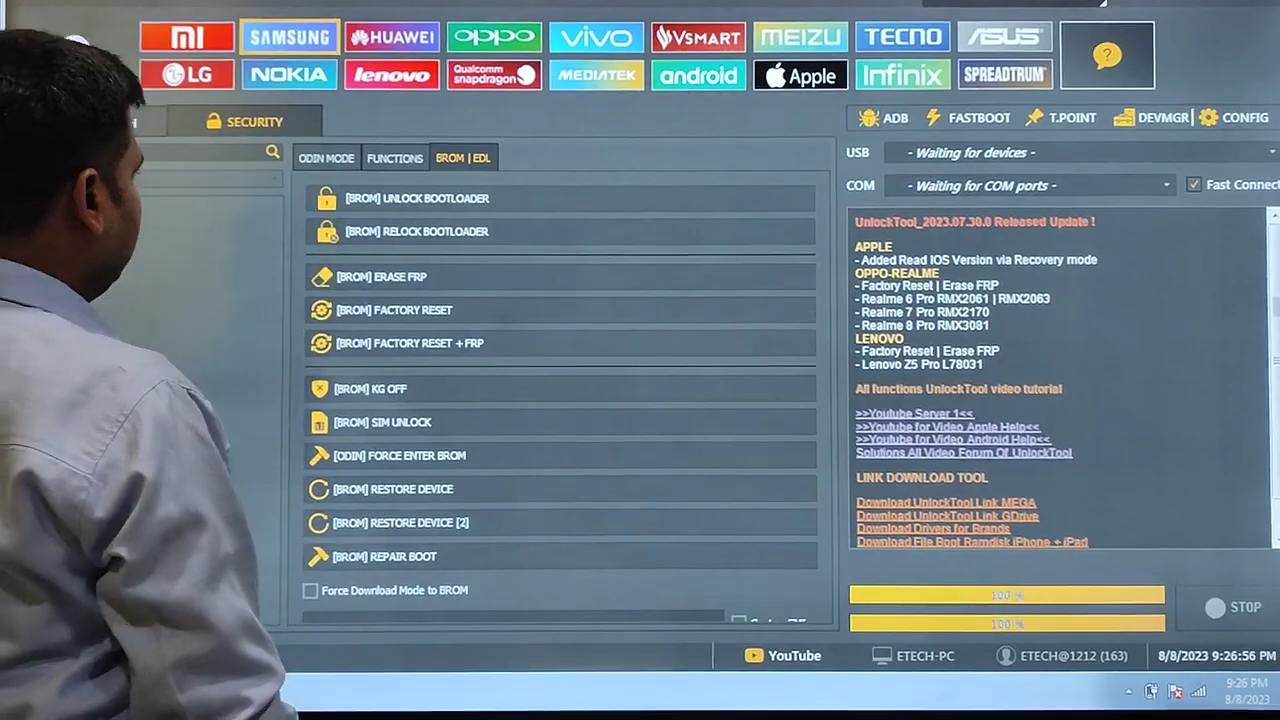 mi SAMSUNG HUAWEI oppo vivo VSMART MEIZU TECNO ASUS ?
LG NOKIA lenovo Qualcomm snapdragon MEDIATEK android Apple Infinix SPREADTRUM
SECURITY
ADB FASTBOOT T.POINT DEVMGR CONFIG
ODIN MODE FUNCTIONS BROM | EDL
USB - Waiting for devices -
COM - Waiting for COM ports - Fast Connect
[BROM] UNLOCK BOOTLOADER
[BROM] RELOCK BOOTLOADER
[BROM] ERASE FRP
[BROM] FACTORY RESET
[BROM] FACTORY RESET + FRP
[BROM] KG OFF
[BROM] SIM UNLOCK
[ODIN] FORCE ENTER BROM
[BROM] RESTORE DEVICE
[BROM] RESTORE DEVICE [2]
[BROM] REPAIR BOOT
Force Download Mode to BROM
UnlockTool_2023.07.30.0 Released Update !
APPLE
- Added Read IOS Version via Recovery mode
OPPO-REALME
- Factory Reset | Erase FRP
- Realme 6 Pro RMX2061 | RMX2063
- Realme 7 Pro RMX2170
- Realme 8 Pro RMX3081
LENOVO
- Factory Reset | Erase FRP
- Lenovo Z5 Pro L78031
All functions UnlockTool video tutorial
>>Youtube Server 1<<
>>Youtube for Video Apple Help<<
>>Youtube for Video Android Help<<
Solutions All Video Forum Of UnlockTool
LINK DOWNLOAD TOOL
Download UnlockTool Link MEGA
Download UnlockTool Link GDrive
Download Drivers for Brands
Download File Boot Ramdisk iPhone + iPad
100 %
100 %
STOP
YouTube ETECH-PC ETECH@1212 (163) 8/8/2023 9:26:56 PM
9:26 PM
8/8/2023